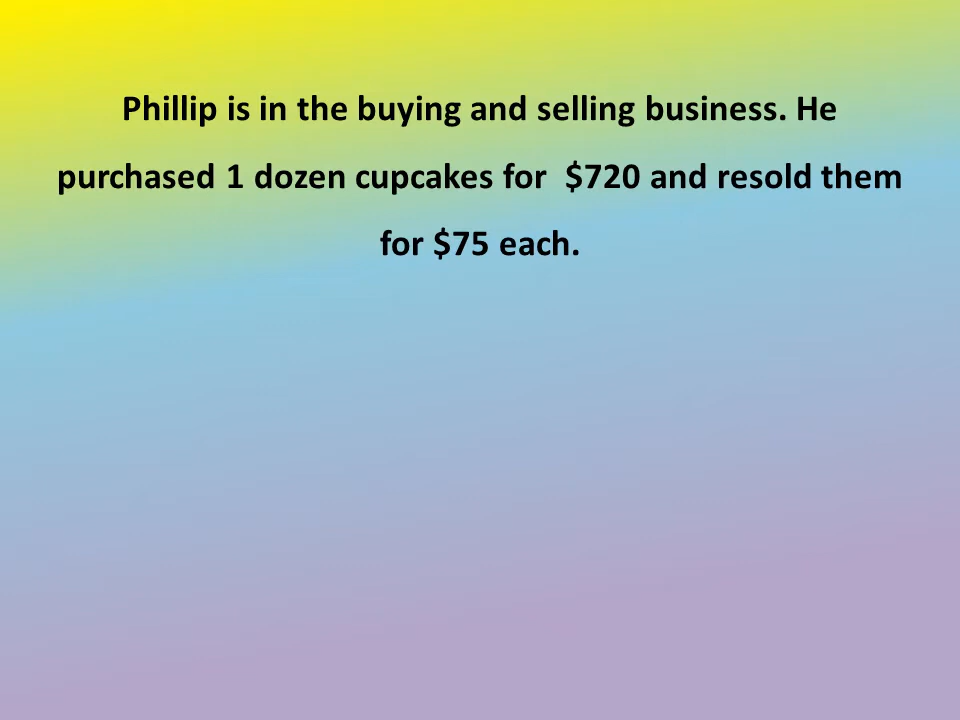 Phillip is in the buying and selling business. He
purchased 1 dozen cupcakes for  $720 and resold them
for $75 each.